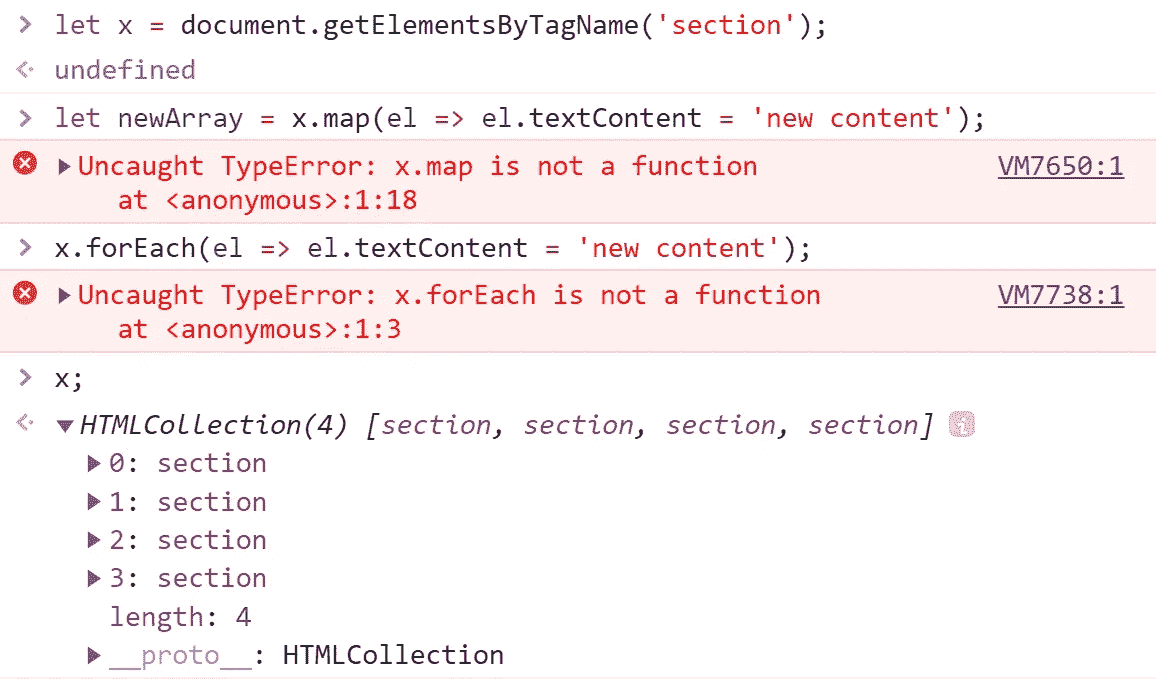 > let x = document.getElementsByTagName('section');
undefined
> let newArray = x.map(el => el.textContent = 'new content');
Uncaught TypeError: x.map is not a function VM7650:1
at <anonymous>:1:18
> x.forEach(el => el.textContent = 'new content');
Uncaught TypeError: x.forEach is not a function VM7738:1
at <anonymous>:1:3
> x;
HTMLCollection(4) [section, section, section, section] i
0: section
1: section
2: section
3: section
length: 4
__proto__: HTMLCollection